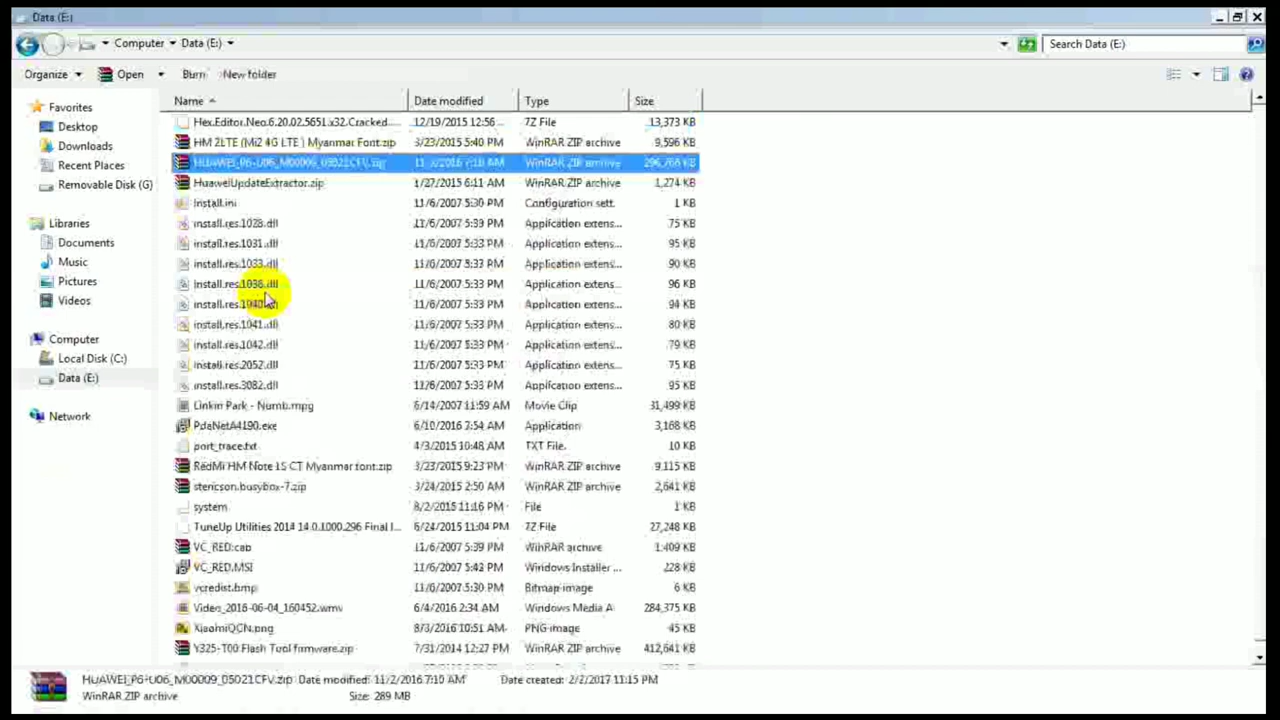 Data (E:)
Computer Data (E:) Search Data (E:)
Organize Open Burn New folder
Favorites
Desktop
Downloads
Recent Places
Removable Disk (G)
Libraries
Documents
Music
Pictures
Videos
Computer
Local Disk (C:)
Data (E:)
Network
Name Date modified Type Size
Hex.Editor.Neo.6.20.02.5651.x32.Cracked.... 12/19/2015 12:56 ... 7Z File 13,373 KB
HM 2LTE (Mi2 4G LTE ) Myanmar Font.zip 3/23/2015 5:40 PM WinRAR ZIP archive 9,596 KB
HUAWEI_P6-U06_M00009_05021CFV.zip 11/2/2016 7:10 AM WinRAR ZIP archive 296,766 KB
HuaweiUpdateExtractor.zip 1/27/2015 6:11 AM WinRAR ZIP archive 1,274 KB
install.ini 11/6/2007 5:30 PM Configuration sett... 1 KB
install.res.1028.dll 11/6/2007 5:39 PM Application extens... 75 KB
install.res.1031.dll 11/6/2007 5:33 PM Application extens... 95 KB
install.res.1033.dll 11/6/2007 5:33 PM Application extens... 90 KB
install.res.1036.dll 11/6/2007 5:33 PM Application extens... 96 KB
install.res.1040.dll 11/6/2007 5:33 PM Application extens... 94 KB
install.res.1041.dll 11/6/2007 5:33 PM Application extens... 80 KB
install.res.1042.dll 11/6/2007 5:33 PM Application extens... 79 KB
install.res.2052.dll 11/6/2007 5:33 PM Application extens... 75 KB
install.res.3082.dll 11/6/2007 5:33 PM Application extens... 95 KB
Linkin Park - Numb.mpg 6/14/2007 11:59 AM Movie Clip 31,499 KB
PdaNetA4190.exe 6/10/2016 2:54 AM Application 3,168 KB
port_trace.txt 4/3/2015 10:48 AM TXT File 10 KB
RedMi HM Note 1S CT Myanmar font.zip 3/23/2015 9:23 PM WinRAR ZIP archive 9,115 KB
stericson.busybox-7.zip 3/24/2015 2:50 AM WinRAR ZIP archive 2,641 KB
system 8/2/2015 11:16 PM File 1 KB
TuneUp Utilities 2014 14.0.1000.296 Final I... 6/24/2015 11:04 PM 7Z File 27,248 KB
VC_RED.cab 11/6/2007 5:39 PM WinRAR archive 1,409 KB
VC_RED.MSI 11/6/2007 5:42 PM Windows Installer ... 228 KB
vcredist.bmp 11/6/2007 5:30 PM Bitmap image 6 KB
Video_2016-06-04_160452.wmv 6/4/2016 2:34 AM Windows Media A... 284,375 KB
XiaomiQCN.png 8/3/2016 10:51 AM PNG image 45 KB
Y325-T00 Flash Tool firmware.zip 7/31/2014 12:27 PM WinRAR ZIP archive 412,641 KB
HUAWEI_P6-U06_M00009_05021CFV.zip Date modified: 11/2/2016 7:10 AM Date created: 2/2/2017 11:15 PM
WinRAR ZIP archive Size: 289 MB